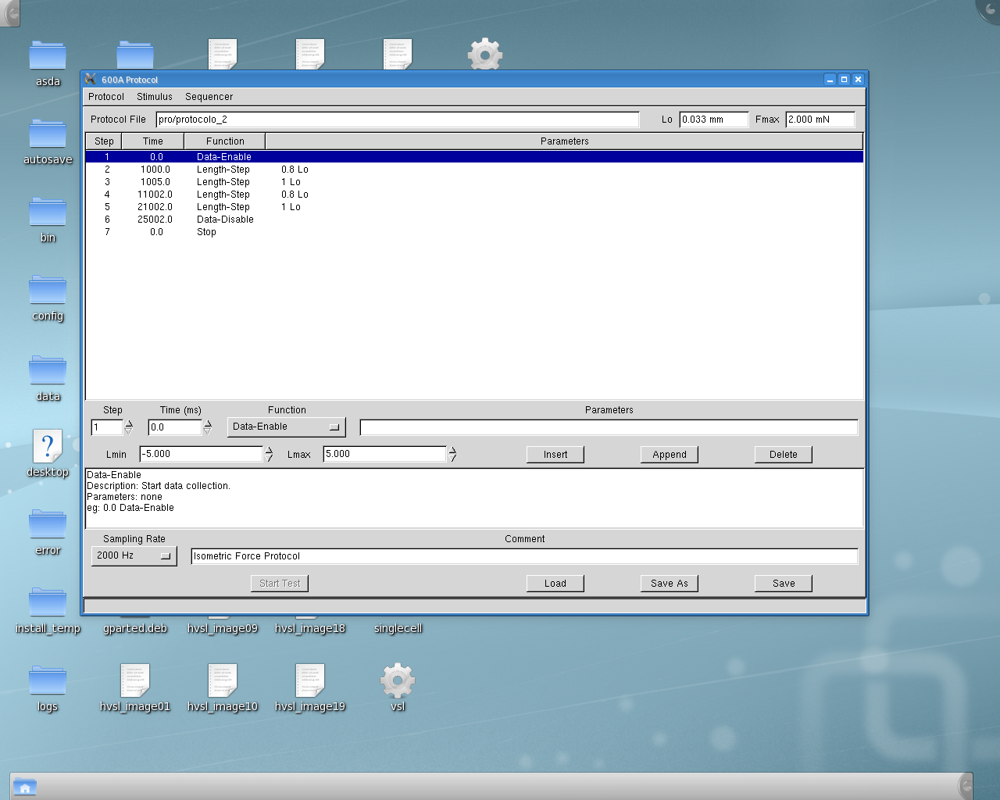 asda
autosave
bin
config
data
?
desktop
error
install_temp
gparted.deb
hvsl_image09
hvsl_image18
singlecell
logs
hvsl_image01
hvsl_image10
hvsl_image19
vsl
600A Protocol
Protocol Stimulus Sequencer
Protocol File pro/protocolo_2 Lo 0.033 mm Fmax 2.000 mN
Step Time Function Parameters
1 0.0 Data-Enable
2 1000.0 Length-Step 0.8 Lo
3 1005.0 Length-Step 1 Lo
4 11002.0 Length-Step 0.8 Lo
5 21002.0 Length-Step 1 Lo
6 25002.0 Data-Disable
7 0.0 Stop
Step Time (ms) Function Parameters
1 0.0 Data-Enable
Lmin -5.000 Lmax 5.000 Insert Append Delete
Data-Enable
Description: Start data collection.
Parameters: none
eg: 0.0 Data-Enable
Sampling Rate Comment
2000 Hz Isometric Force Protocol
Start Test Load Save As Save